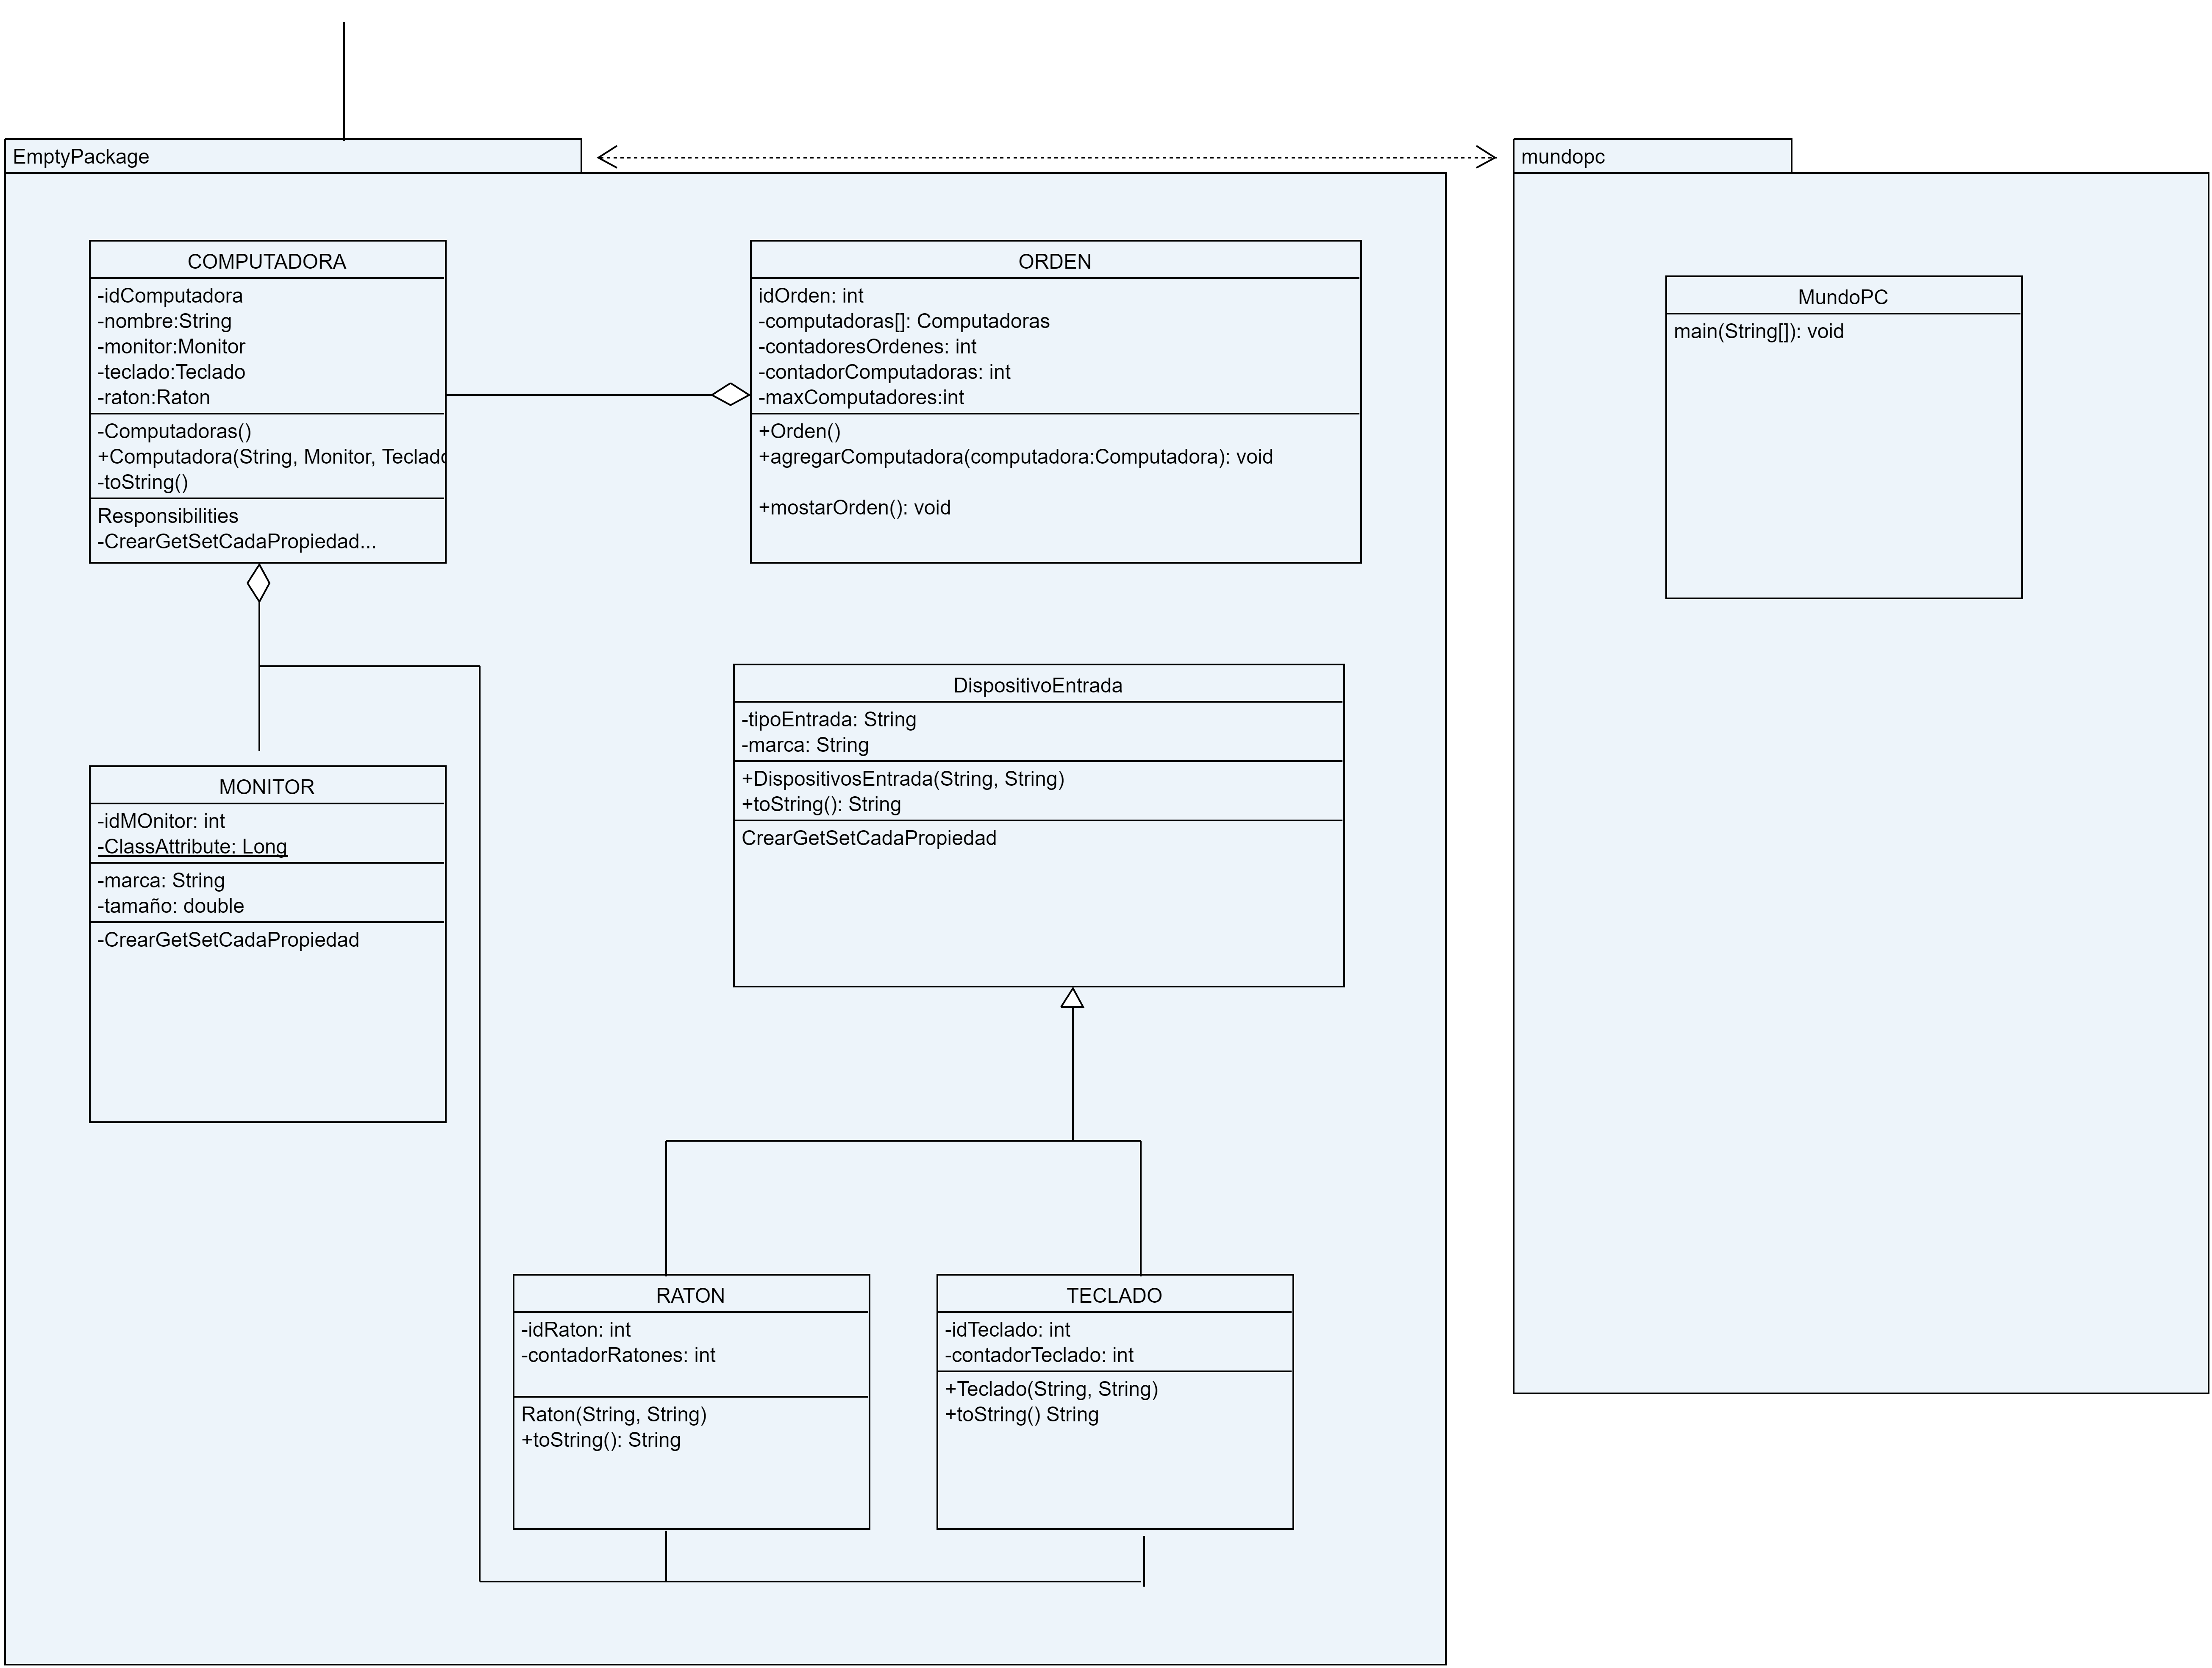 EmptyPackage
mundopc
COMPUTADORA
-idComputadora
-nombre:String
-monitor:Monitor
-teclado:Teclado
-raton:Raton
-Computadoras()
+Computadora(String, Monitor, Teclado
-toString()
Responsibilities
-CrearGetSetCadaPropiedad...
ORDEN
idOrden: int
-computadoras[]: Computadoras
-contadoresOrdenes: int
-contadorComputadoras: int
-maxComputadores:int
+Orden()
+agregarComputadora(computadora:Computadora): void
+mostarOrden(): void
MundoPC
main(String[]): void
DispositivoEntrada
-tipoEntrada: String
-marca: String
+DispositivosEntrada(String, String)
+toString(): String
CrearGetSetCadaPropiedad
MONITOR
-idMOnitor: int
-ClassAttribute: Long
-marca: String
-tamaño: double
-CrearGetSetCadaPropiedad
RATON
-idRaton: int
-contadorRatones: int
Raton(String, String)
+toString(): String
TECLADO
-idTeclado: int
-contadorTeclado: int
+Teclado(String, String)
+toString() String